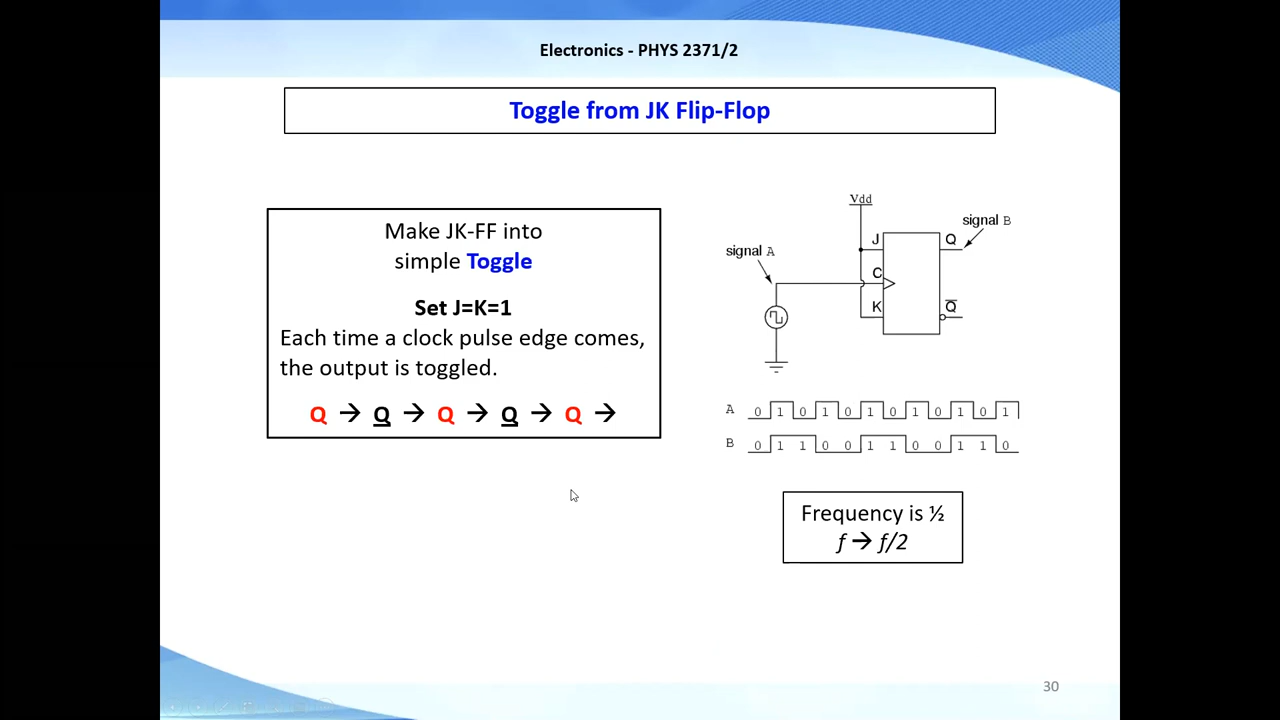 Electronics - PHYS 2371/2
Toggle from JK Flip-Flop
Make JK-FF into
simple Toggle
Set J=K=1
Each time a clock pulse edge comes,
the output is toggled.
Q → Q → Q → Q → Q →
Vdd
signal B
J Q
signal A
C
K Q̅
A 0 1 0 1 0 1 0 1 0 1 0 1
B 0 1 1 0 0 1 1 0 0 1 1 0
Frequency is ½
f → f/2
30